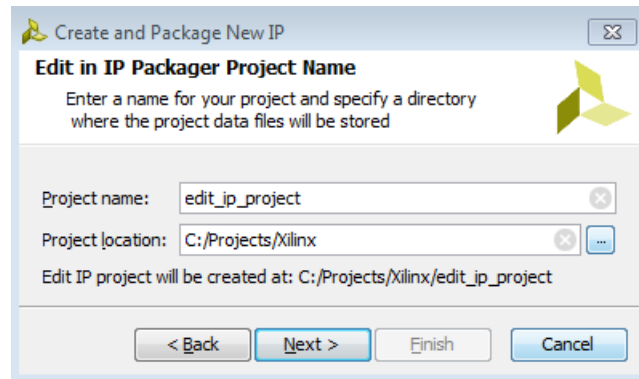 Create and Package New IP
Edit in IP Packager Project Name
Enter a name for your project and specify a directory
where the project data files will be stored
Project name: edit_ip_project
Project location: C:/Projects/Xilinx ...
Edit IP project will be created at: C:/Projects/Xilinx/edit_ip_project
< Back Next > Finish Cancel